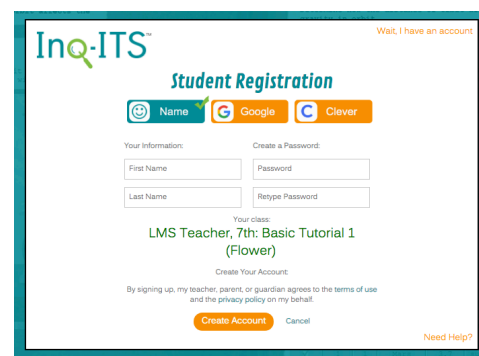 Wait, I have an account
Inq-ITS™
Student Registration
Name
Google
Clever
Your Information:
Create a Password:
First Name
Password
Last Name
Retype Password
Your class:
LMS Teacher, 7th: Basic Tutorial 1
(Flower)
Create Your Account:
By signing up, my teacher, parent, or guardian agrees to the terms of use
and the privacy policy on my behalf.
Create Account
Cancel
Need Help?